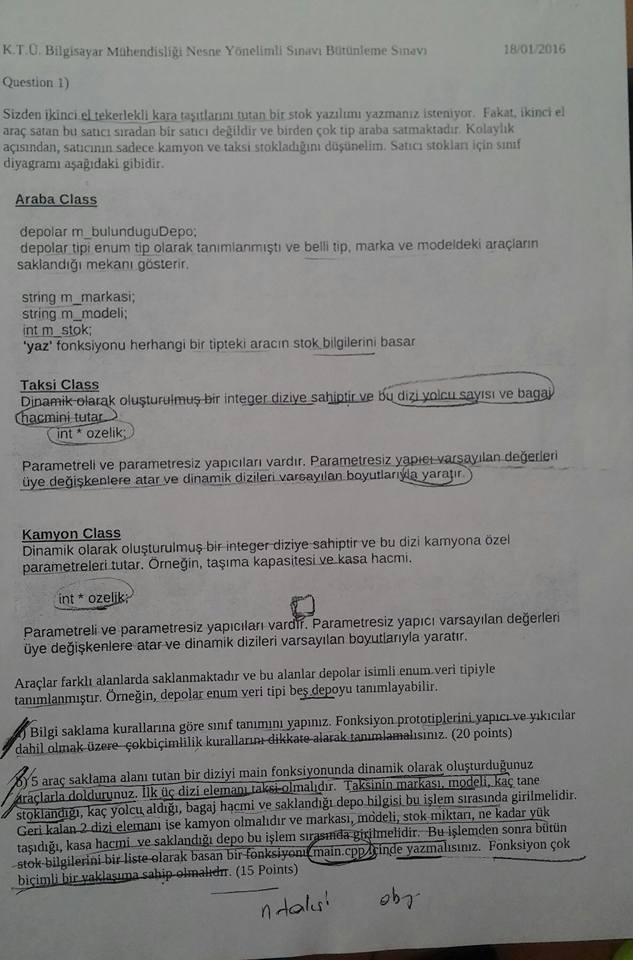 K.T.Ü. Bilgisayar Mühendisliği Nesne Yönelimli Sınavı Bütünleme Sınavı 18/01/2016
Question 1)
Sizden ikinci el tekerlekli kara taşıtlarını tutan bir stok yazılımı yazmanız isteniyor. Fakat, ikinci el
araç satan bu satıcı sıradan bir satıcı değildir ve birden çok tip araba satmaktadır. Kolaylık
açısından, satıcının sadece kamyon ve taksi stokladığını düşünelim. Satıcı stokları için sınıf
diyagramı aşağıdaki gibidir.
Araba Class
depolar m_bulunduguDepo;
depolar tipi enum tip olarak tanımlanmıştı ve belli tip, marka ve modeldeki araçların
saklandığı mekanı gösterir.
string m_markasi;
string m_modeli;
int m_stok;
'yaz' fonksiyonu herhangi bir tipteki aracın stok bilgilerini basar
Taksi Class
Dinamik olarak oluşturulmuş bir integer diziye sahiptir ve bu dizi yolcu sayısı ve bagaj
hacmini tutar.
int * ozelik;
Parametreli ve parametresiz yapıcıları vardır. Parametresiz yapıcı varsayılan değerleri
üye değişkenlere atar ve dinamik dizileri varsayılan boyutlarıyla yaratır.
Kamyon Class
Dinamik olarak oluşturulmuş bir integer diziye sahiptir ve bu dizi kamyona özel
parametreleri tutar. Örneğin, taşıma kapasitesi ve kasa hacmi.
int * ozelik;
Parametreli ve parametresiz yapıcıları vardır. Parametresiz yapıcı varsayılan değerleri
üye değişkenlere atar ve dinamik dizileri varsayılan boyutlarıyla yaratır.
Araçlar farklı alanlarda saklanmaktadır ve bu alanlar depolar isimli enum veri tipiyle
tanımlanmıştır. Örneğin, depolar enum veri tipi beş depoyu tanımlayabilir.
Bilgi saklama kurallarına göre sınıf tanımını yapınız. Fonksiyon prototiplerini yapıcı ve yıkıcılar
dahil olmak üzere çokbiçimlilik kurallarını dikkate alarak tanımlamalısınız. (20 points)
b) 5 araç saklama alanı tutan bir diziyi main fonksiyonunda dinamik olarak oluşturduğunuz
araçlarla doldurunuz. İlk üç dizi elemanı taksi olmalıdır. Taksinin markası, modeli, kaç tane
stoklandığı, kaç yolcu aldığı, bagaj hacmi ve saklandığı depo bilgisi bu işlem sırasında girilmelidir.
Geri kalan 2 dizi elemanı ise kamyon olmalıdır ve markası, modeli, stok miktarı, ne kadar yük
taşıdığı, kasa hacmi ve saklandığı depo bu işlem sırasında girilmelidir. Bu işlemden sonra bütün
stok bilgilerini bir liste olarak basan bir fonksiyonu main.cpp içinde yazmalısınız. Fonksiyon çok
biçimli bir yaklaşıma sahip olmalıdır. (15 Points)